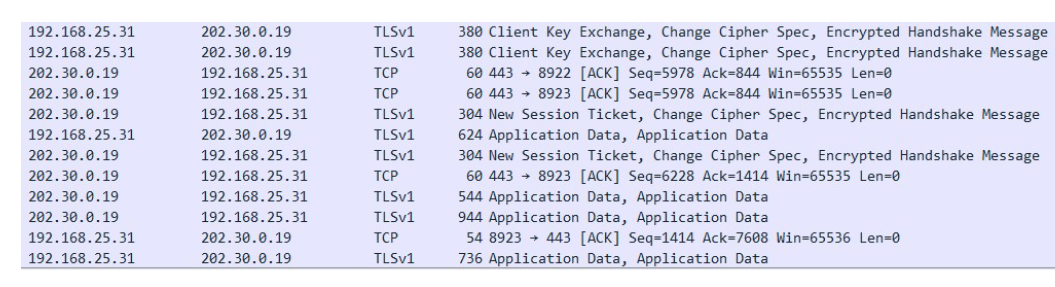 192.168.25.31 202.30.0.19 TLSv1 380 Client Key Exchange, Change Cipher Spec, Encrypted Handshake Message
192.168.25.31 202.30.0.19 TLSv1 380 Client Key Exchange, Change Cipher Spec, Encrypted Handshake Message
202.30.0.19 192.168.25.31 TCP 60 443 → 8922 [ACK] Seq=5978 Ack=844 Win=65535 Len=0
202.30.0.19 192.168.25.31 TCP 60 443 → 8923 [ACK] Seq=5978 Ack=844 Win=65535 Len=0
202.30.0.19 192.168.25.31 TLSv1 304 New Session Ticket, Change Cipher Spec, Encrypted Handshake Message
192.168.25.31 202.30.0.19 TLSv1 624 Application Data, Application Data
202.30.0.19 192.168.25.31 TLSv1 304 New Session Ticket, Change Cipher Spec, Encrypted Handshake Message
202.30.0.19 192.168.25.31 TCP 60 443 → 8923 [ACK] Seq=6228 Ack=1414 Win=65535 Len=0
202.30.0.19 192.168.25.31 TLSv1 544 Application Data, Application Data
202.30.0.19 192.168.25.31 TLSv1 944 Application Data, Application Data
192.168.25.31 202.30.0.19 TCP 54 8923 → 443 [ACK] Seq=1414 Ack=7608 Win=65536 Len=0
192.168.25.31 202.30.0.19 TLSv1 736 Application Data, Application Data